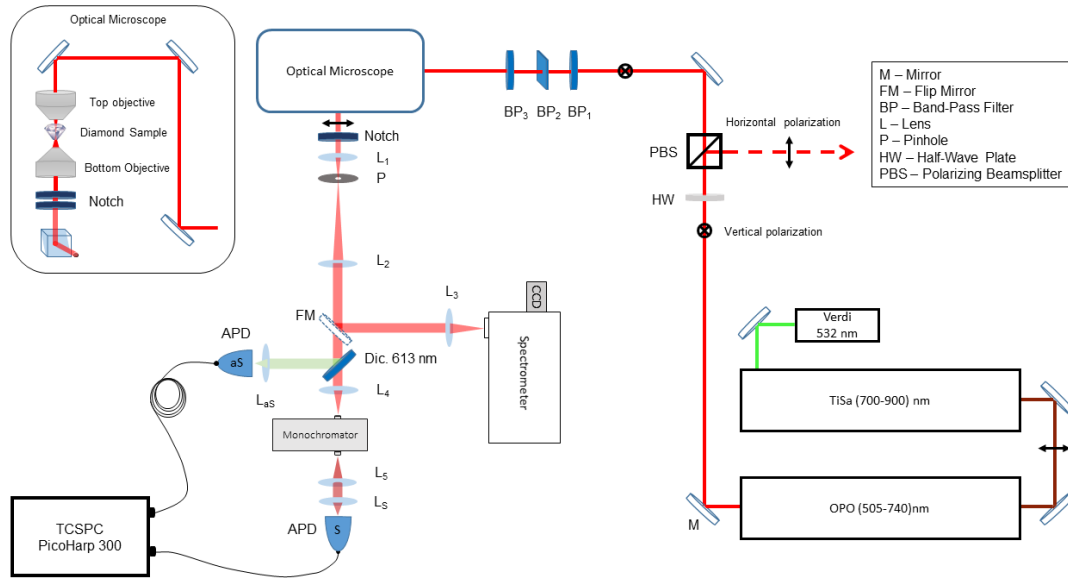 Optical Microscope
Top objective
Diamond Sample
Bottom Objective
Notch
Optical Microscope
Notch
L1
P
L2
FM
L3
CCD
Spectrometer
APD
aS
LaS
Dic. 613 nm
L4
Monochromator
L5
LS
APD
S
TCSPC
PicoHarp 300
BP3
BP2
BP1
PBS
Horizontal polarization
HW
Vertical polarization
M – Mirror
FM – Flip Mirror
BP – Band-Pass Filter
L – Lens
P – Pinhole
HW – Half-Wave Plate
PBS – Polarizing Beamsplitter
Verdi
532 nm
TiSa (700-900) nm
OPO (505-740)nm
M